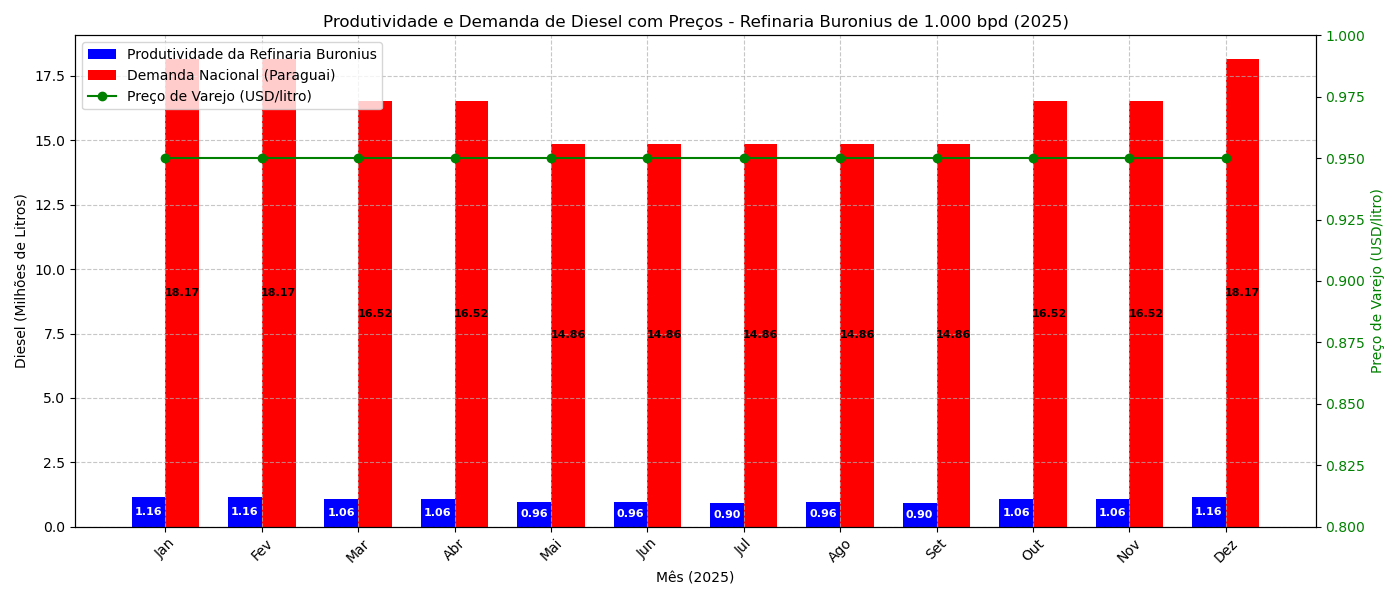 Produtividade e Demanda de Diesel com Preços - Refinaria Buronius de 1.000 bpd (2025)
Produtividade da Refinaria Buronius
Demanda Nacional (Paraguai)
Preço de Varejo (USD/litro)
Diesel (Milhões de Litros)
17.5
15.0
12.5
10.0
7.5
5.0
2.5
0.0
18.17 18.17 16.52 16.52 14.86 14.86 14.86 14.86 14.86 16.52 16.52 18.17
1.16 1.16 1.06 1.06 0.96 0.96 0.90 0.96 0.90 1.06 1.06 1.16
Jan Fev Mar Abr Mai Jun Jul Ago Set Out Nov Dez
Mês (2025)
1.000
0.975
0.950
0.925
0.900
0.875
0.850
0.825
0.800
Preço de Varejo (USD/litro)